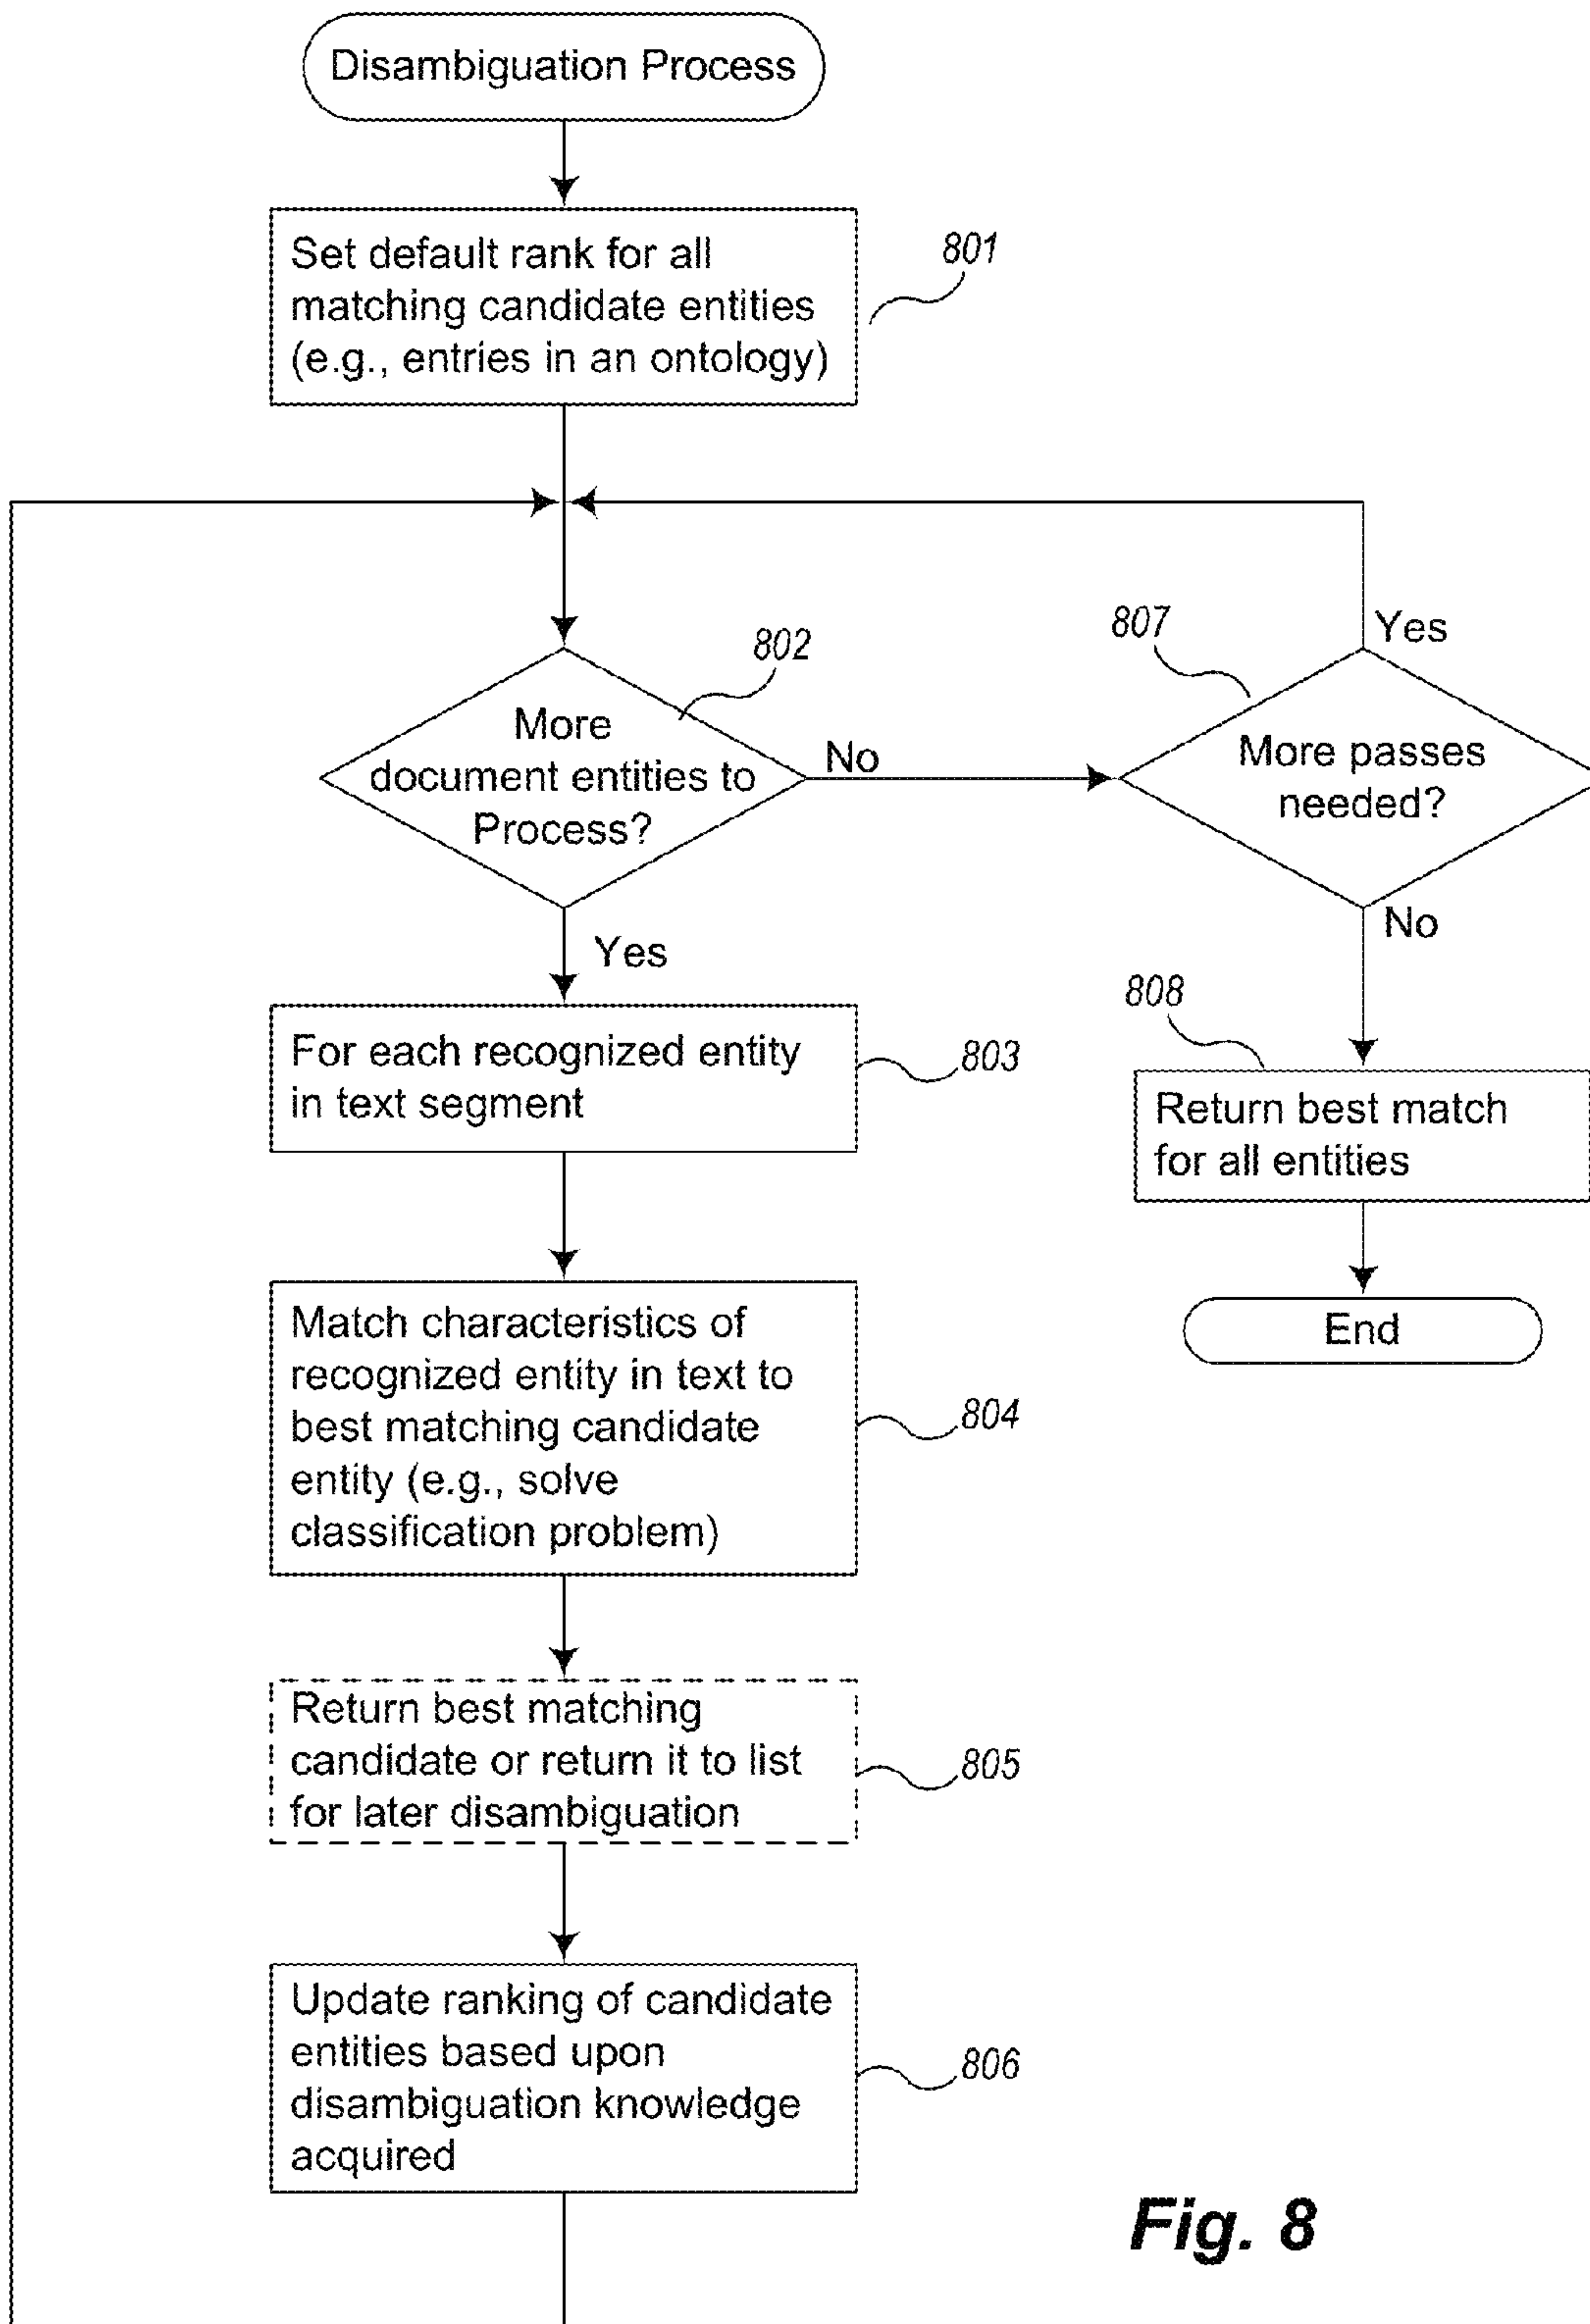 Disambiguation Process
Set default rank for all
matching candidate entities
(e.g., entries in an ontology)
801
802
More
document entities to
Process?
No
Yes
807
More passes
needed?
Yes
No
803
For each recognized entity
in text segment
808
Return best match
for all entities
End
Match characteristics of
recognized entity in text to
best matching candidate
entity (e.g., solve
classification problem)
804
Return best matching
candidate or return it to list
for later disambiguation
805
Update ranking of candidate
entities based upon
disambiguation knowledge
acquired
806
Fig. 8